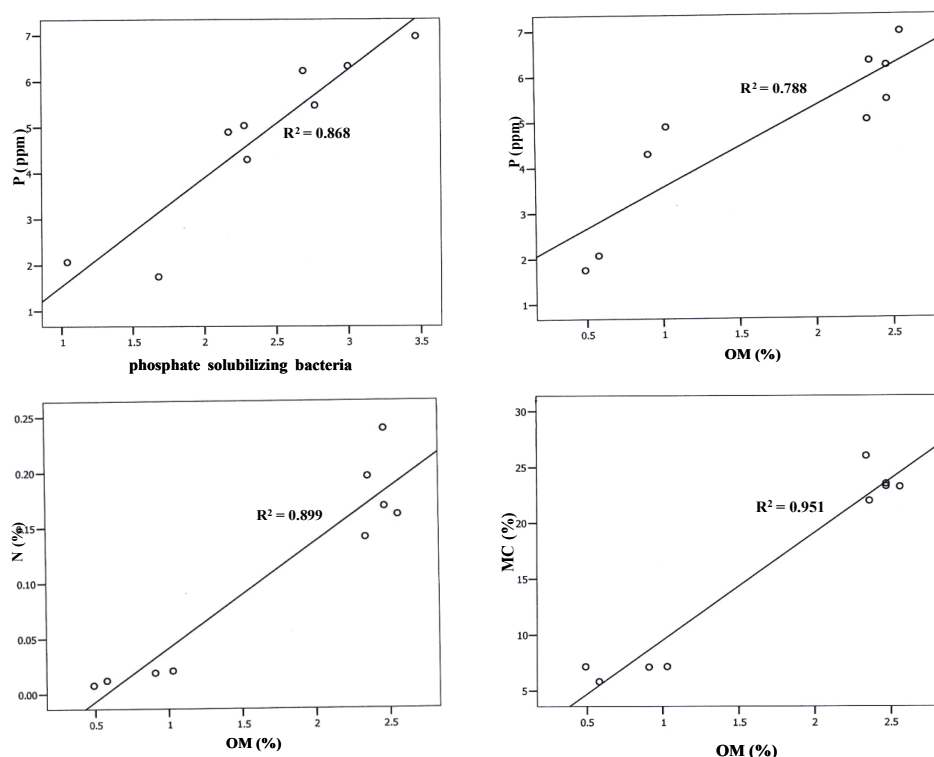 7
6
5
4
3
2
1
P (ppm)
R² = 0.868
1 1.5 2 2.5 3 3.5
phosphate solubilizing bacteria
7
6
5
4
3
2
1
P (ppm)
R² = 0.788
0.5 1 1.5 2 2.5
OM (%)
0.25
0.20
0.15
0.10
0.05
0.00
N (%)
R² = 0.899
0.5 1 1.5 2 2.5
OM (%)
30
25
20
15
10
5
MC (%)
R² = 0.951
0.5 1 1.5 2 2.5
OM (%)